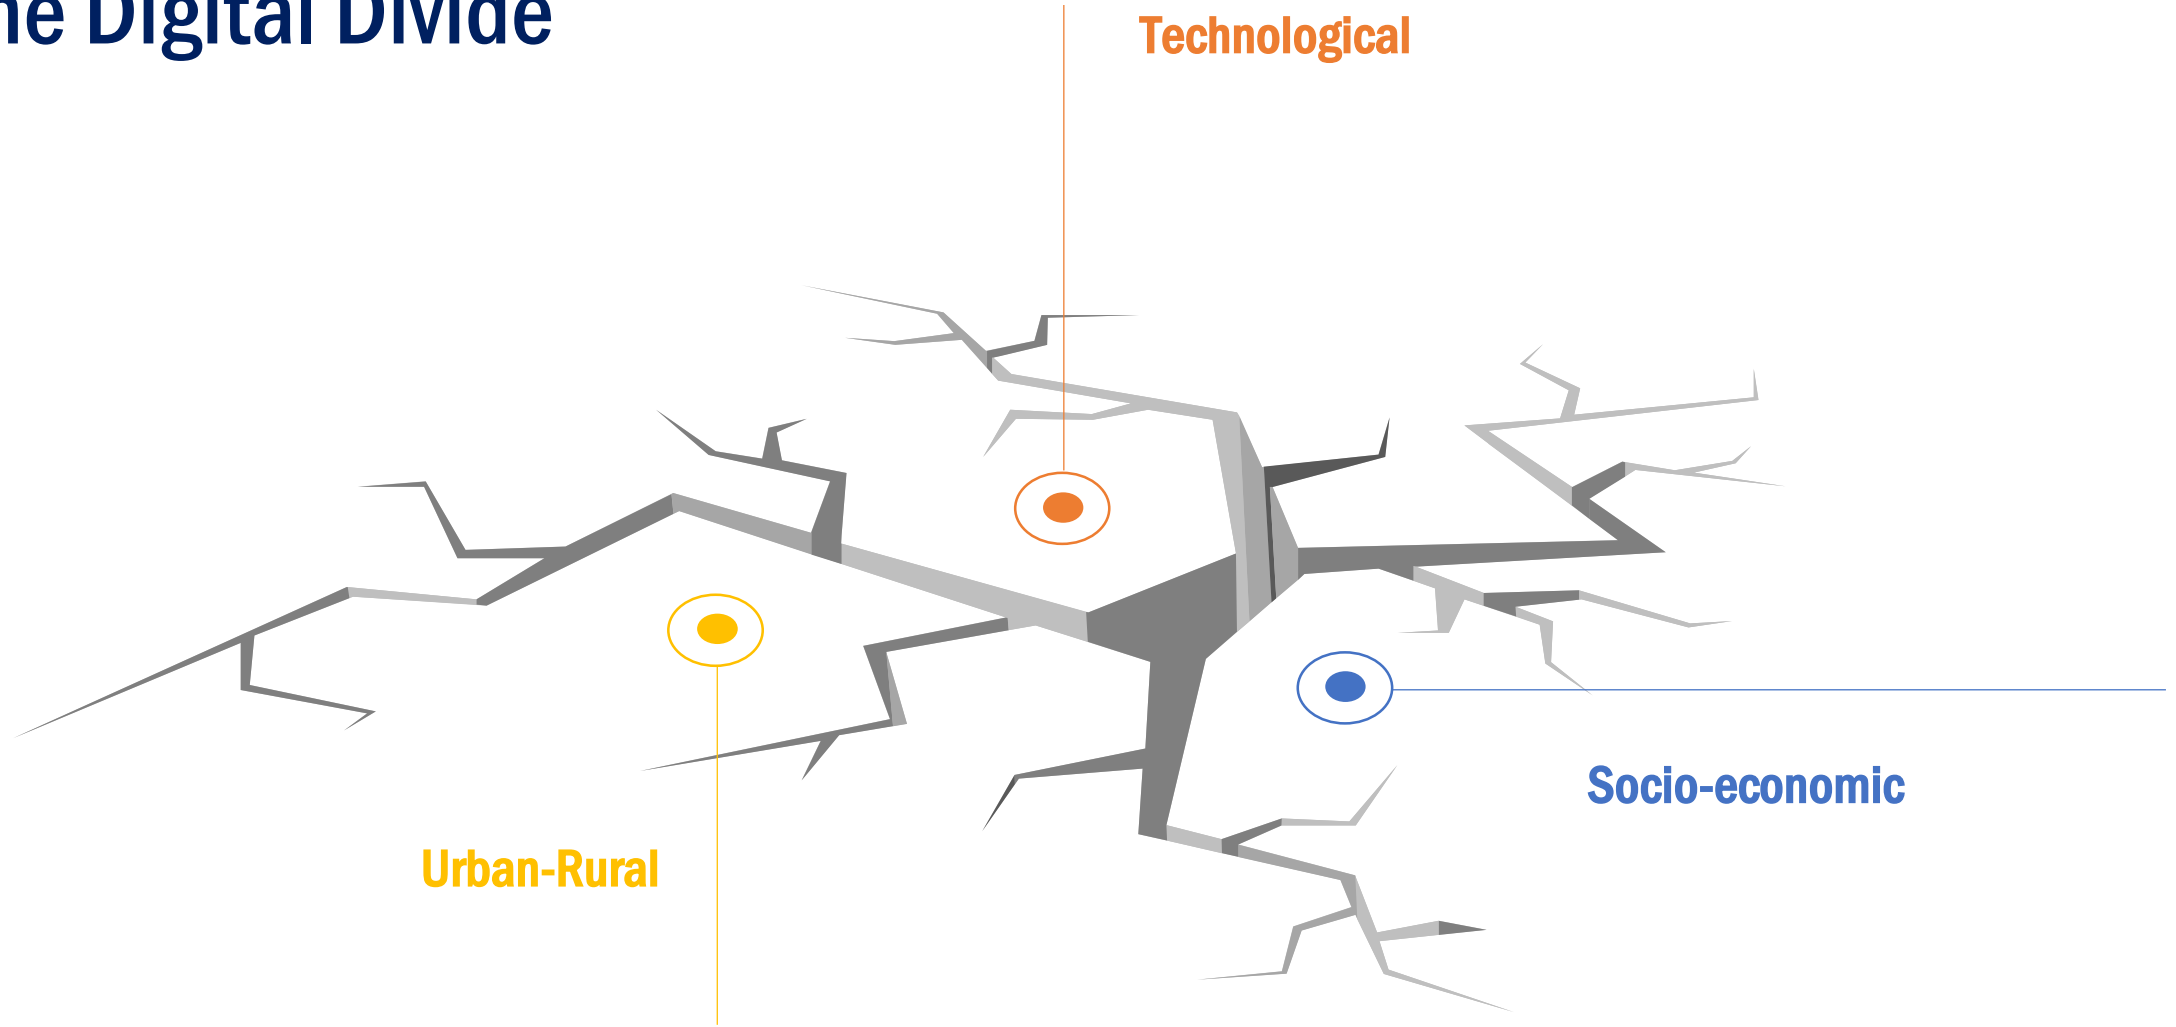 he Digital Divide
Technological
Socio-economic
Urban-Rural